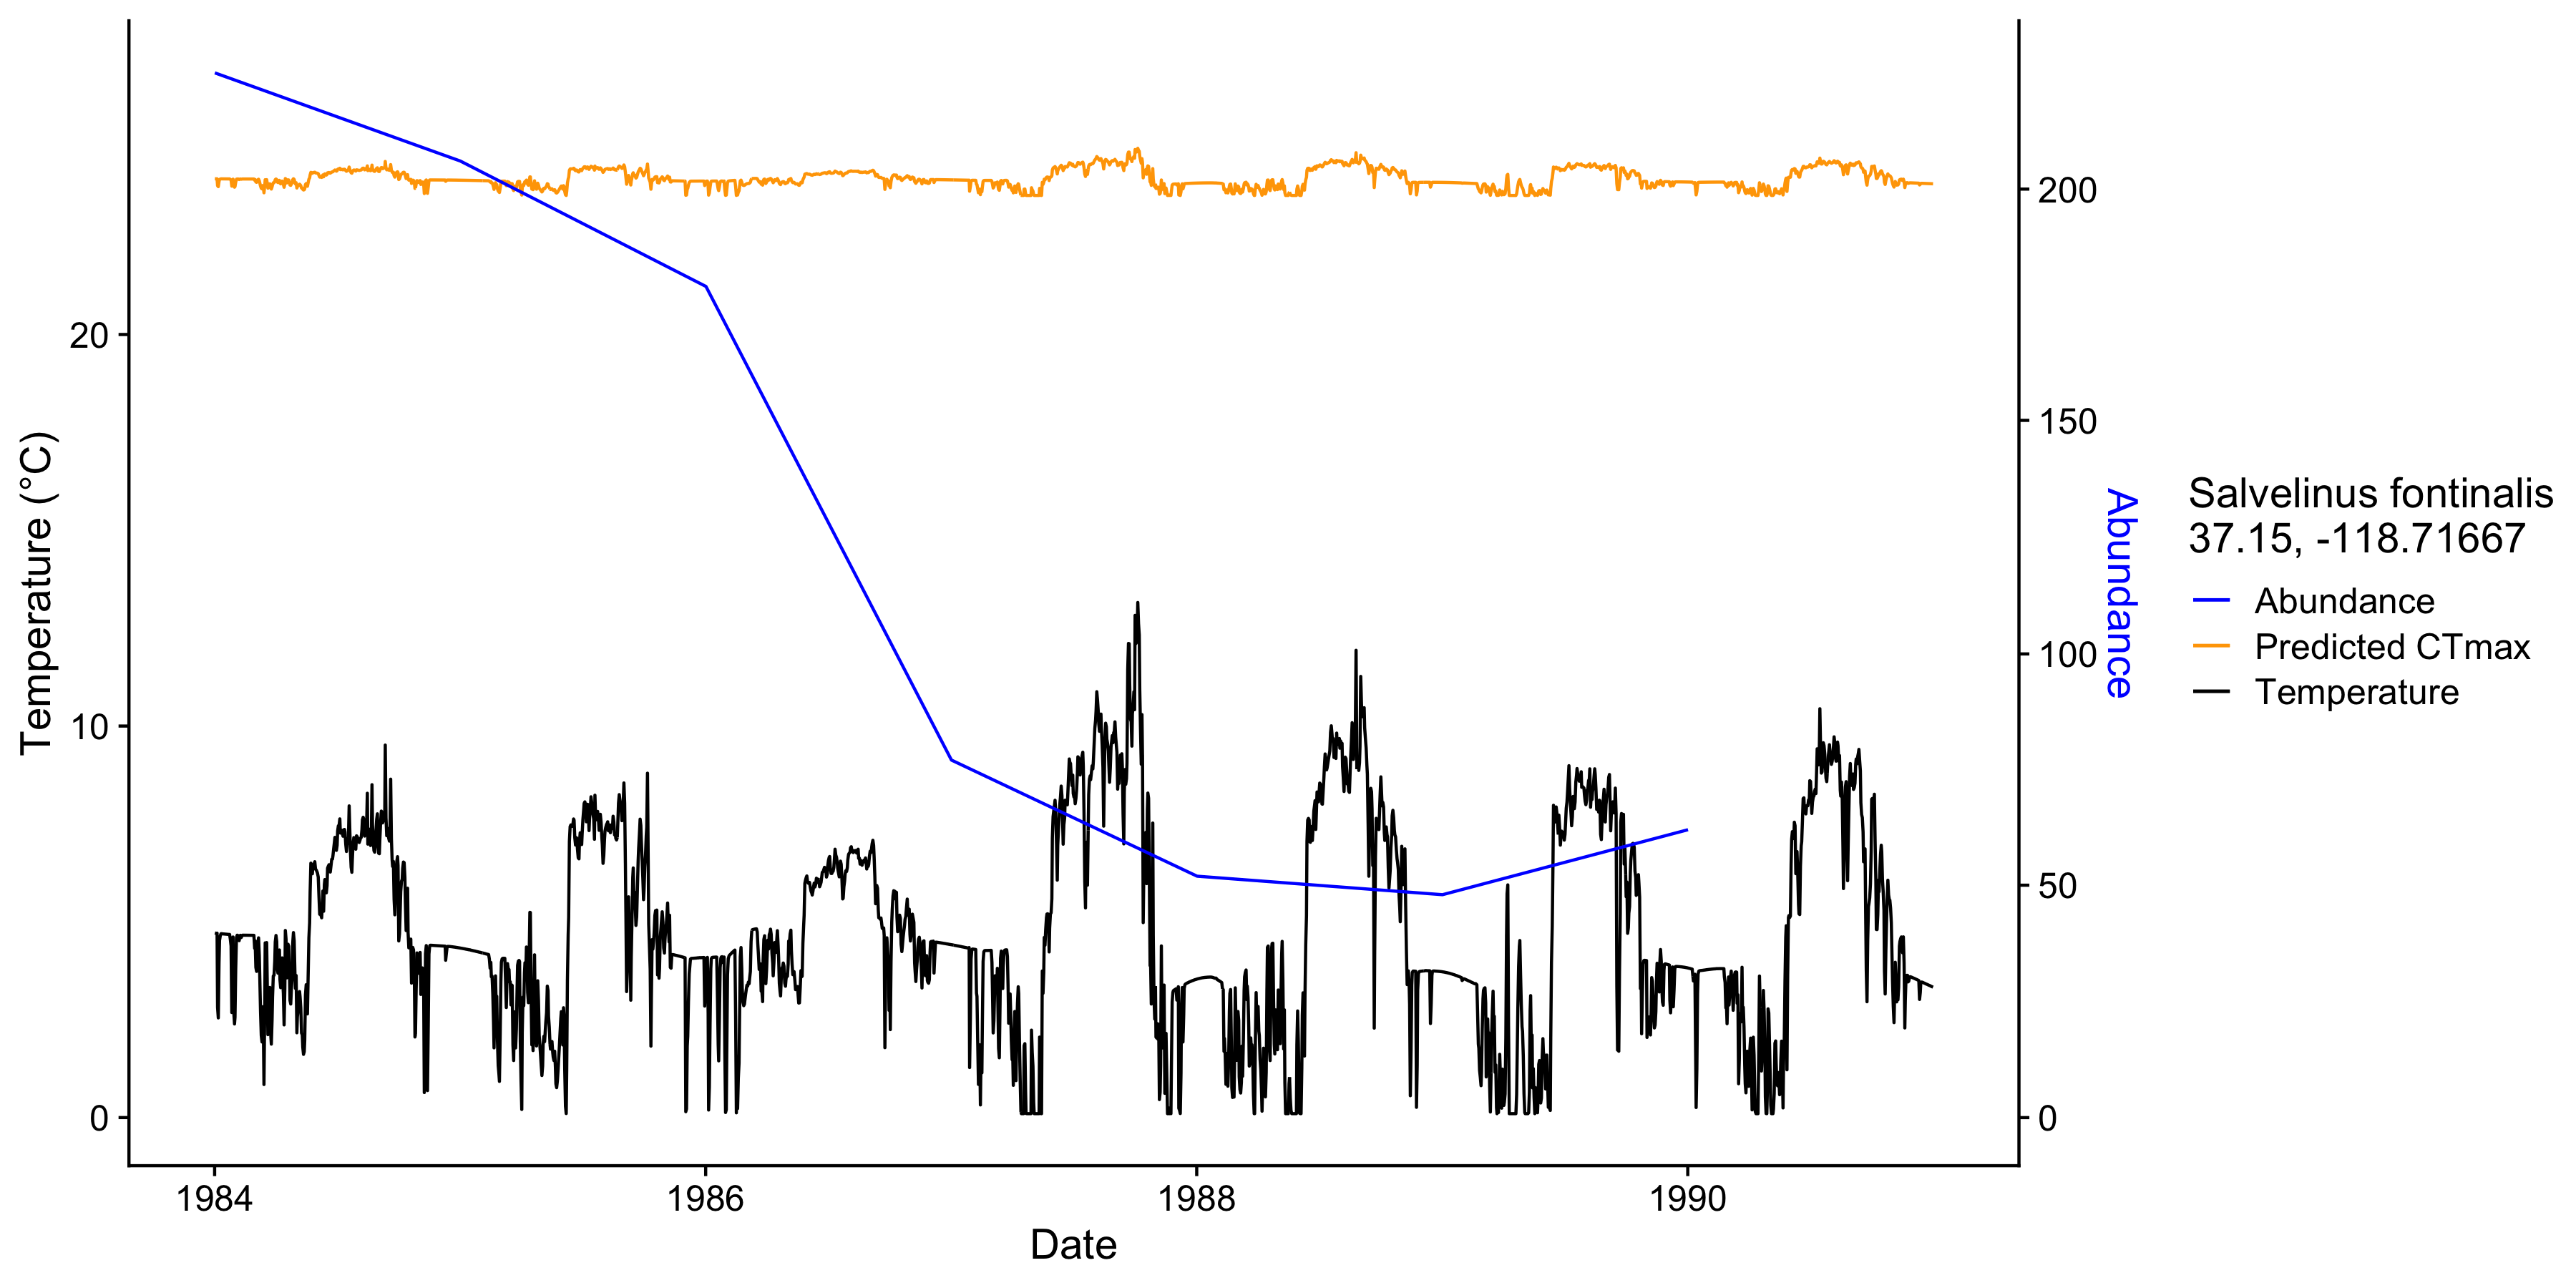 Temperature (°C)
20
10
0
1984
1986
1988
1990
Date
200
150
100
50
0
Abundance
Salvelinus fontinalis
37.15, -118.71667
Abundance
Predicted CTmax
Temperature